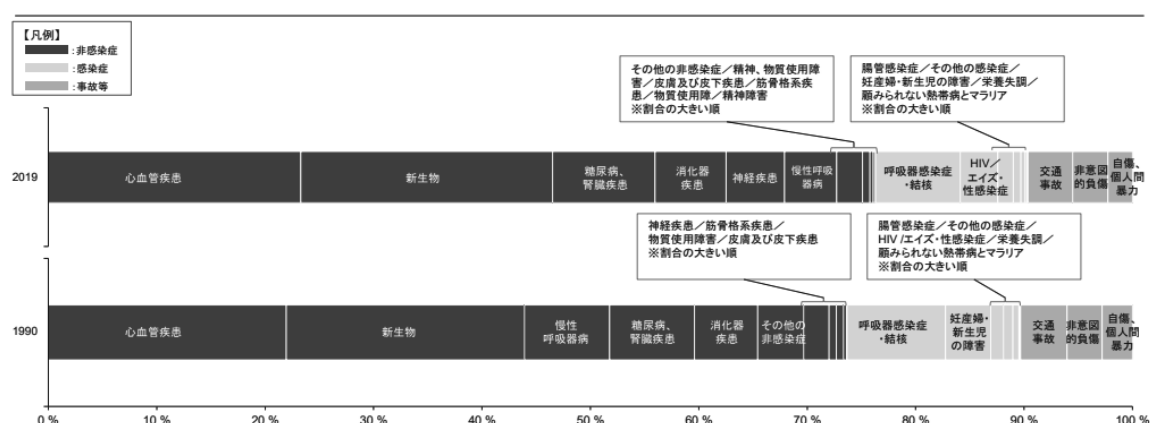 【凡例】
：非感染症
：感染症
：事故等
その他の非感染症／精神、物質使用障
害／皮膚及び皮下疾患／筋骨格系疾
患／物質使用障／精神障害
※割合の大きい順
腸管感染症／その他の感染症／
妊産婦・新生児の障害／栄養失調／
顧みられない熱帯病とマラリア
※割合の大きい順
2019
心血管疾患
新生物
糖尿病、
腎臓疾患
消化器
疾患
神経疾患
慢性呼吸
器病
呼吸器感染症
・結核
HIV／
エイズ・
性感染症
交通
事故
非意図
的負傷
自傷、
個人間
暴力
神経疾患／筋骨格系疾患／
物質使用障害／皮膚及び皮下疾患
※割合の大きい順
腸管感染症／その他の感染症／
HIV /エイズ・性感染症／栄養失調／
顧みられない熱帯病とマラリア
※割合の大きい順
1990
心血管疾患
新生物
慢性
呼吸器病
糖尿病、
腎臓疾患
消化器
疾患
その他の
非感染症
呼吸器感染症
・結核
妊産婦・
新生児
の障害
交通
事故
非意図
的負傷
自傷、
個人間
暴力
0 %
10 %
20 %
30 %
40 %
50 %
60 %
70 %
80 %
90 %
100 %